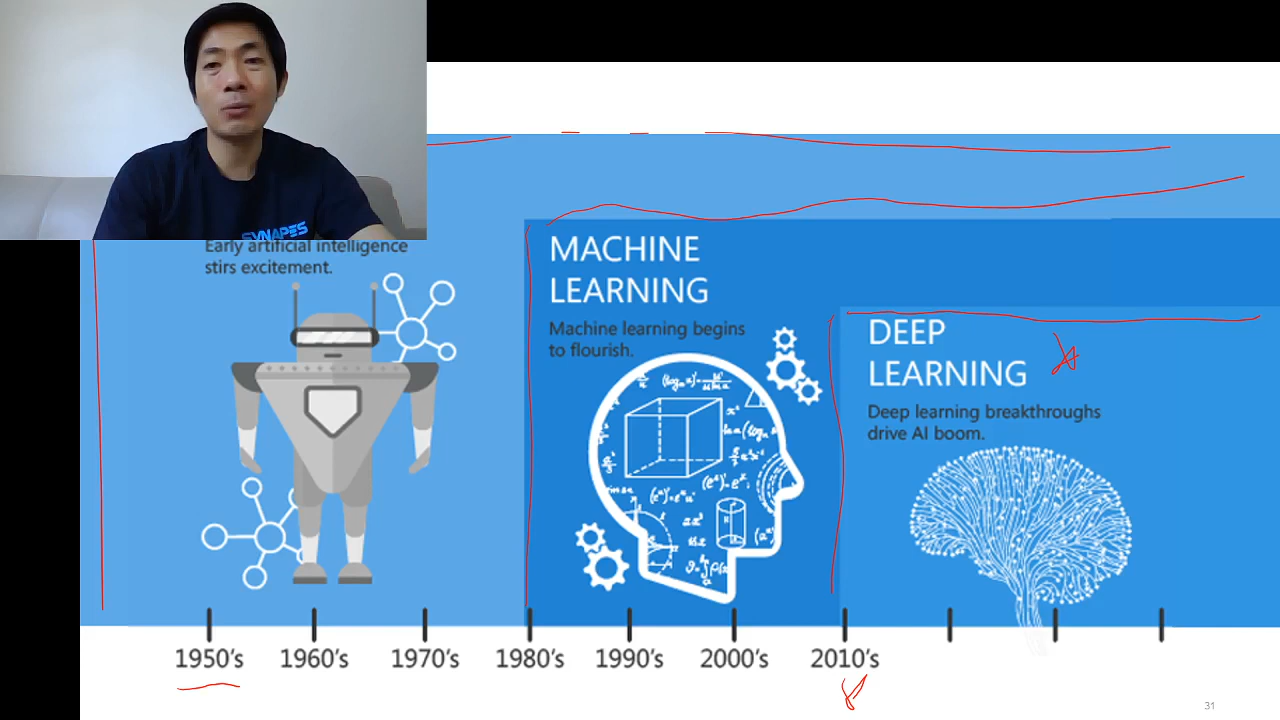 SYNAPES
Early artificial intelligence
stirs excitement.
MACHINE
LEARNING
Machine learning begins
to flourish.
DEEP
LEARNING
Deep learning breakthroughs
drive AI boom.
1950's 1960's 1970's 1980's 1990's 2000's 2010's
31